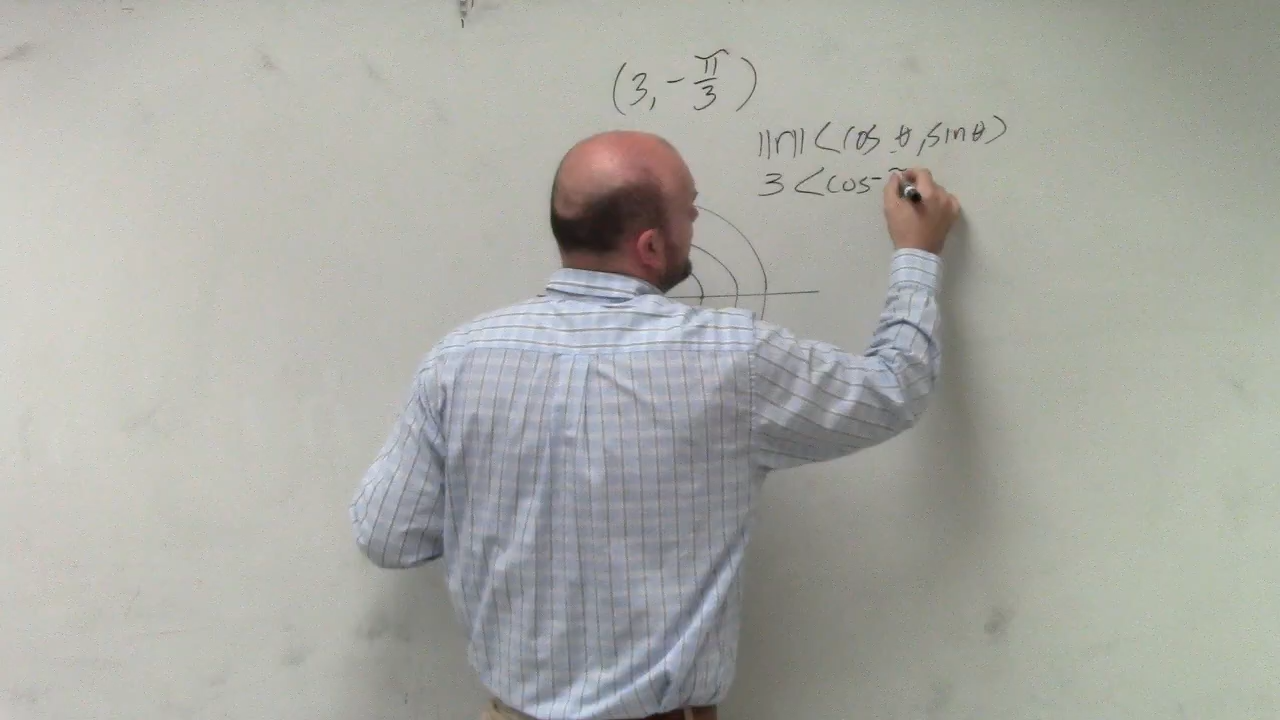 (3, -π/3)
||r|| <cos θ, sin θ>
3 <cos -